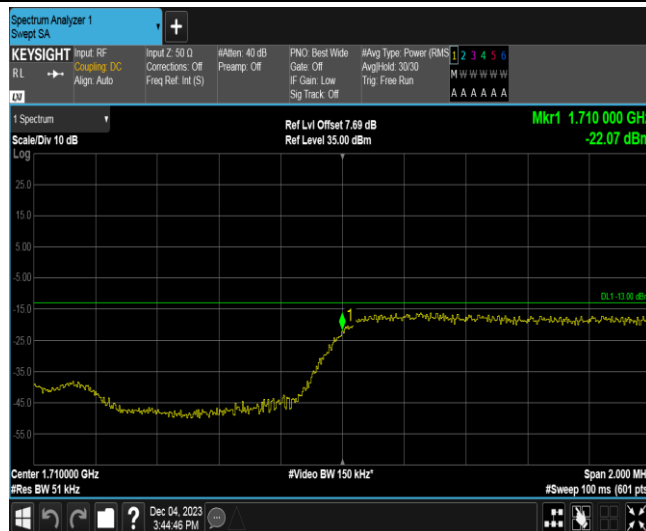 Spectrum Analyzer 1
Swept SA
+
KEYSIGHT
RL
LXI
Input: RF
Coupling: DC
Align: Auto
Input Z: 50 Ω
Corrections: Off
Freq Ref: Int (S)
#Atten: 40 dB
Preamp: Off
PNO: Best Wide
Gate: Off
IF Gain: Low
Sig Track: Off
#Avg Type: Power (RMS
Avg|Hold: 30/30
Trig: Free Run
1 2 3 4 5 6
M W W W W W
A A A A A A
1 Spectrum
Scale/Div 10 dB
Log
Ref Lvl Offset 7.69 dB
Ref Level 35.00 dBm
Mkr1 1.710 000 GHz
-22.07 dBm
25.0
15.0
5.00
-5.00
-15.0
-25.0
-35.0
-45.0
-55.0
DL1 -13.00 dBm
1
Center 1.710000 GHz
#Res BW 51 kHz
#Video BW 150 kHz*
Span 2.000 MH
#Sweep 100 ms (601 pts
?
Dec 04, 2023
3:44:46 PM